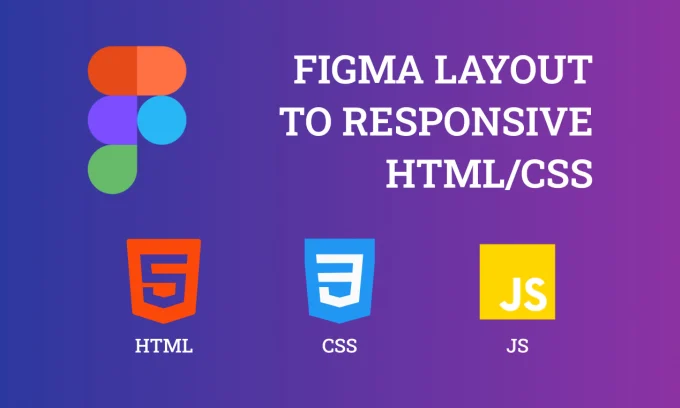 FIGMA LAYOUT
TO RESPONSIVE
HTML/CSS
5
3
JS
HTML
CSS
JS